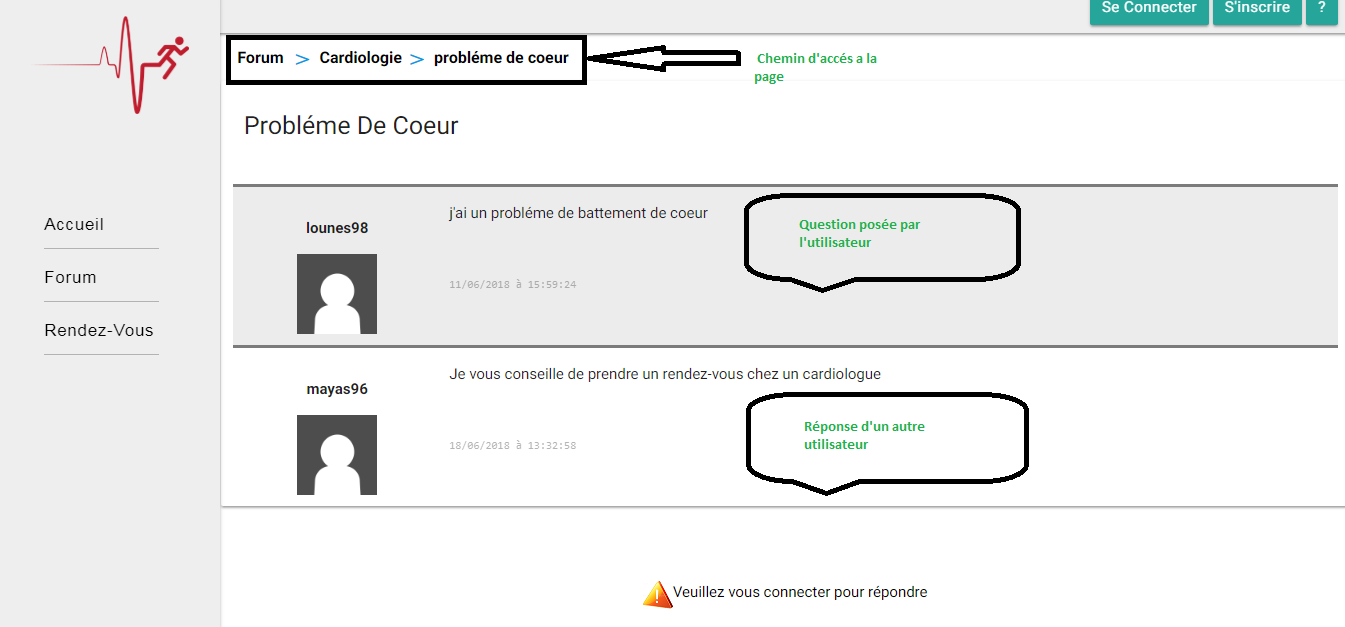 Se Connecter S'inscrire ?
Forum > Cardiologie > probléme de coeur
Chemin d'accés a la
page
Probléme De Coeur
Accueil
Forum
Rendez-Vous
lounes98
j'ai un probléme de battement de coeur
11/06/2018 à 15:59:24
Question posée par
l'utilisateur
mayas96
Je vous conseille de prendre un rendez-vous chez un cardiologue
18/06/2018 à 13:32:58
Réponse d'un autre
utilisateur
Veuillez vous connecter pour répondre